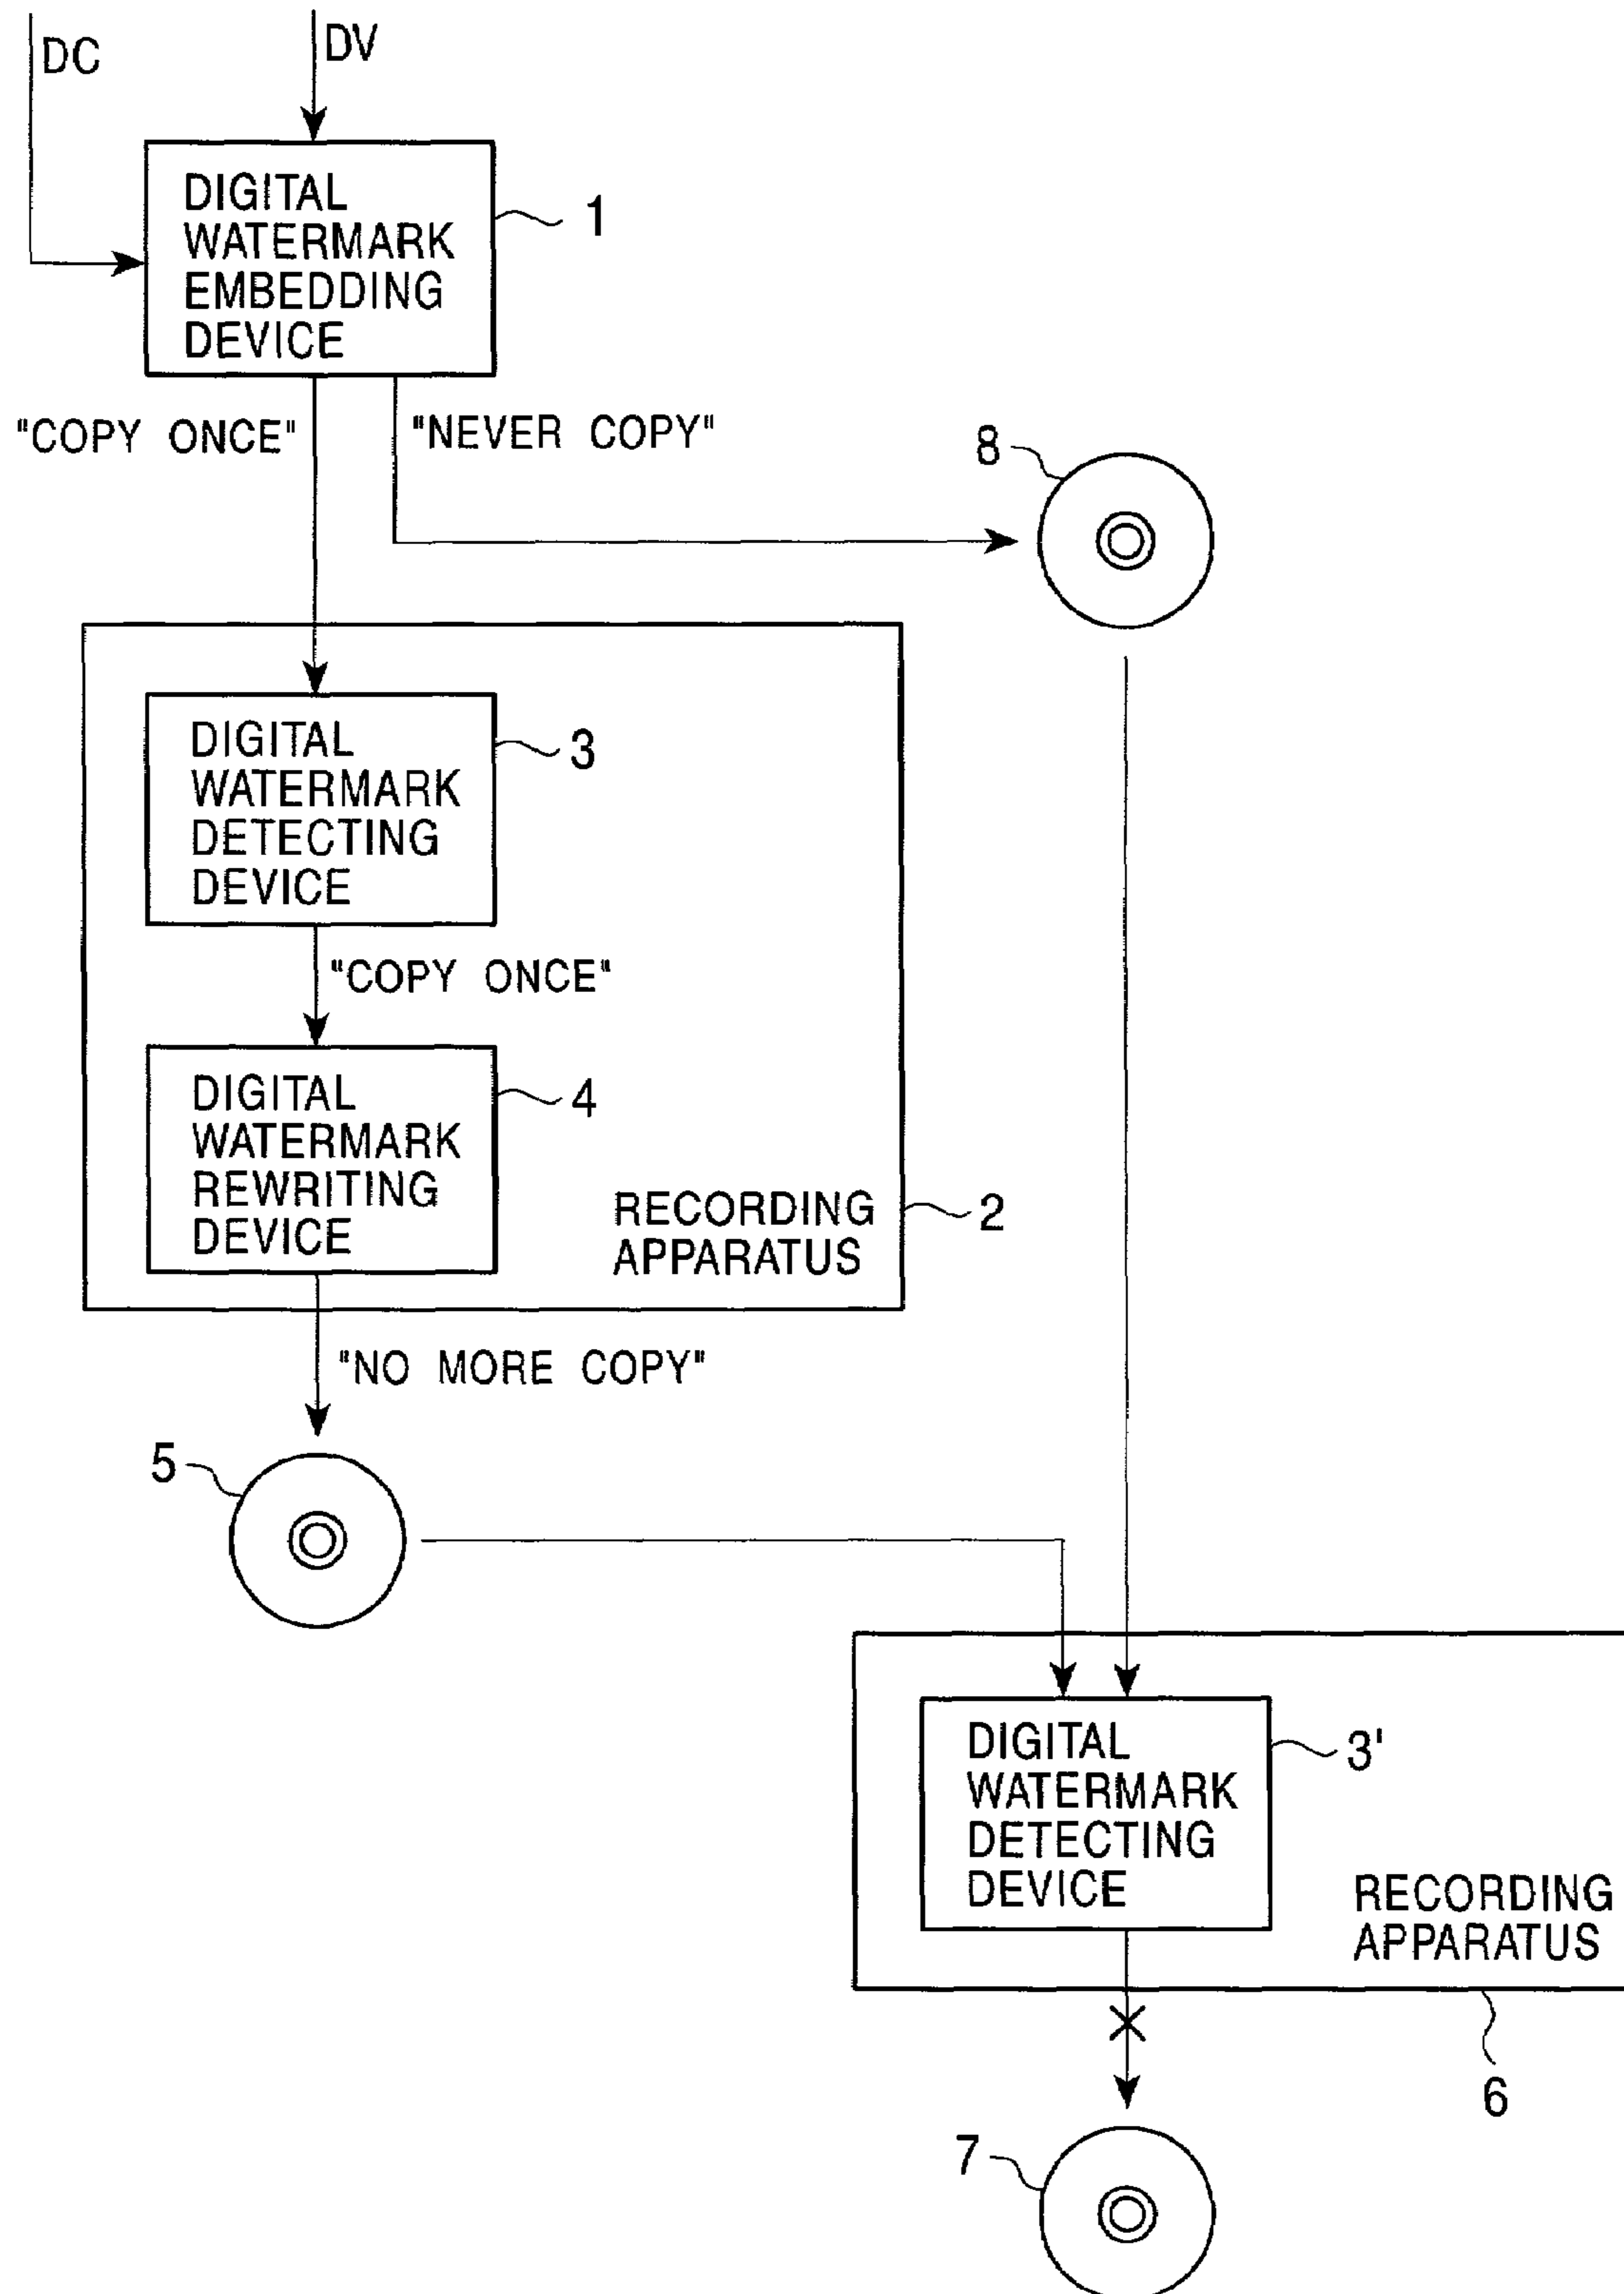 DC
DV
DIGITAL
WATERMARK
EMBEDDING
DEVICE
1
"COPY ONCE"
"NEVER COPY"
8
DIGITAL
WATERMARK
DETECTING
DEVICE
3
"COPY ONCE"
DIGITAL
WATERMARK
REWRITING
DEVICE
4
RECORDING
APPARATUS
2
"NO MORE COPY"
5
DIGITAL
WATERMARK
DETECTING
DEVICE
3'
RECORDING
APPARATUS
6
7